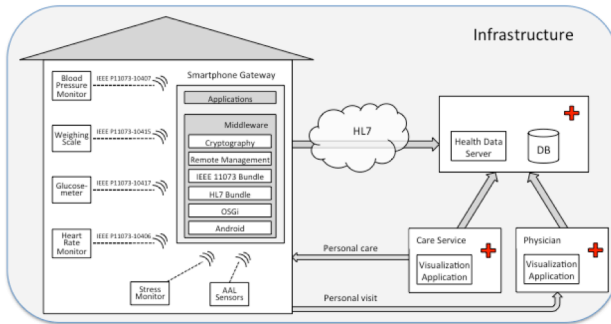 Infrastructure
Smartphone Gateway
Blood
Pressure
Monitor
IEEE P11073-10407
Weighing
Scale
IEEE P11073-10415
Glucose-
meter
IEEE P11073-10417
Heart
Rate
Monitor
IEEE P11073-10406
Applications
Middleware
Cryptography
Remote Management
IEEE 11073 Bundle
HL7 Bundle
OSGi
Android
Stress
Monitor
AAL
Sensors
HL7
Health Data
Server
DB
Personal care
Care Service
Visualization
Application
Physician
Visualization
Application
Personal visit